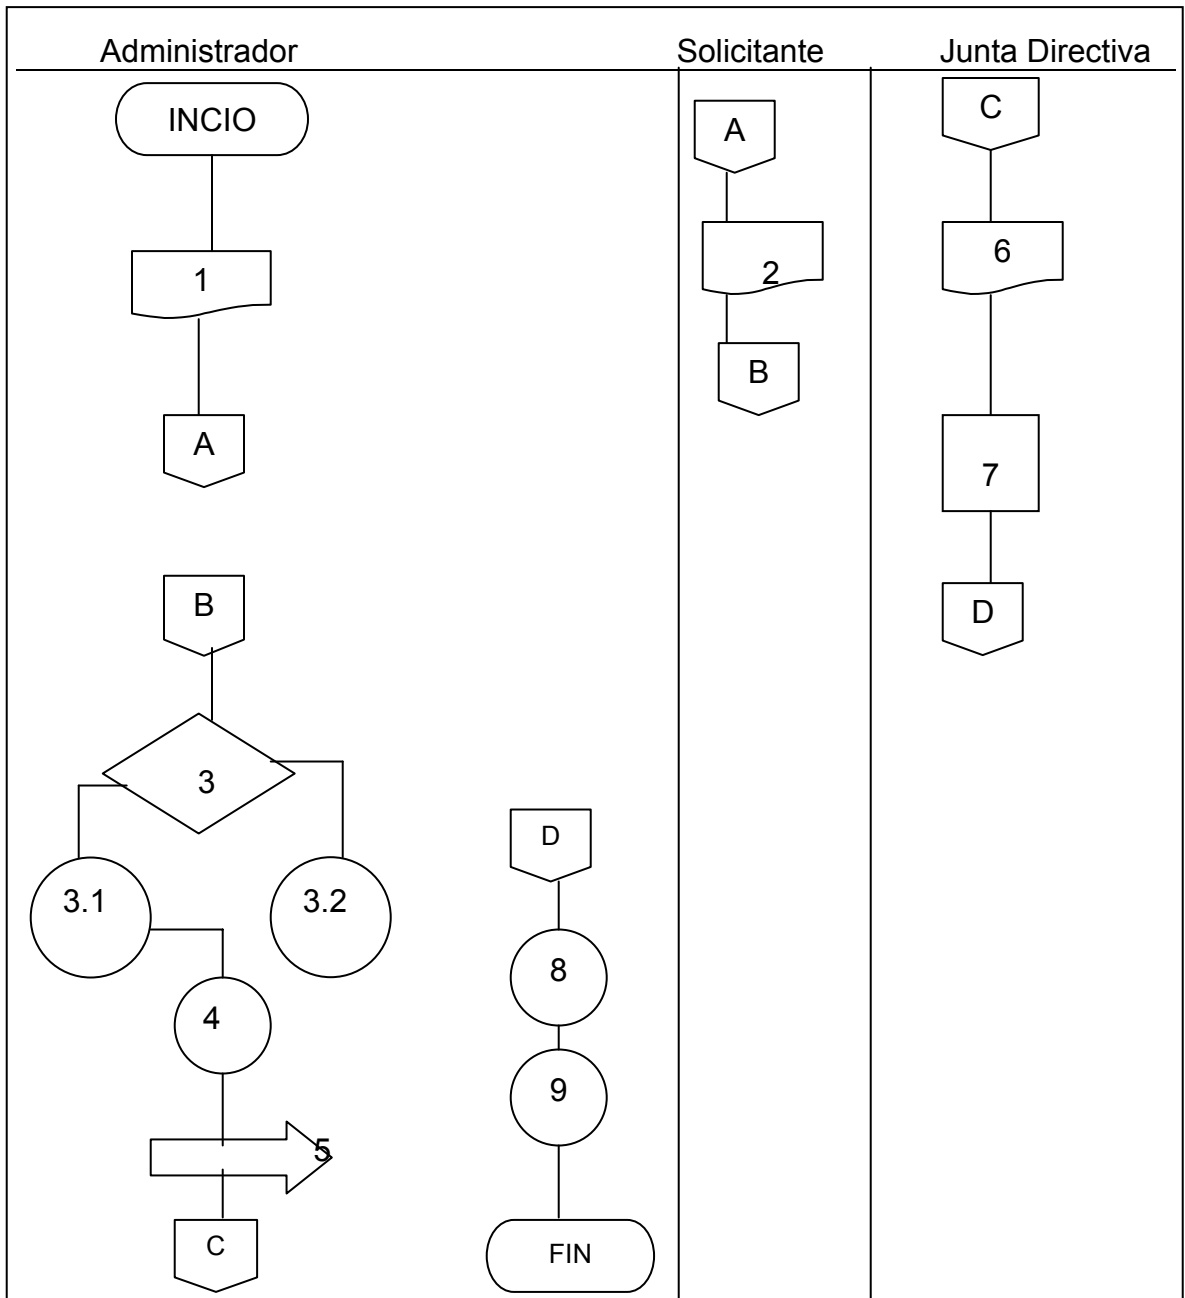 Administrador Solicitante Junta Directiva
INCIO
1
A
B
3
3.1 3.2
4
5
C
D
8
9
FIN
A
2
B
C
6
7
D